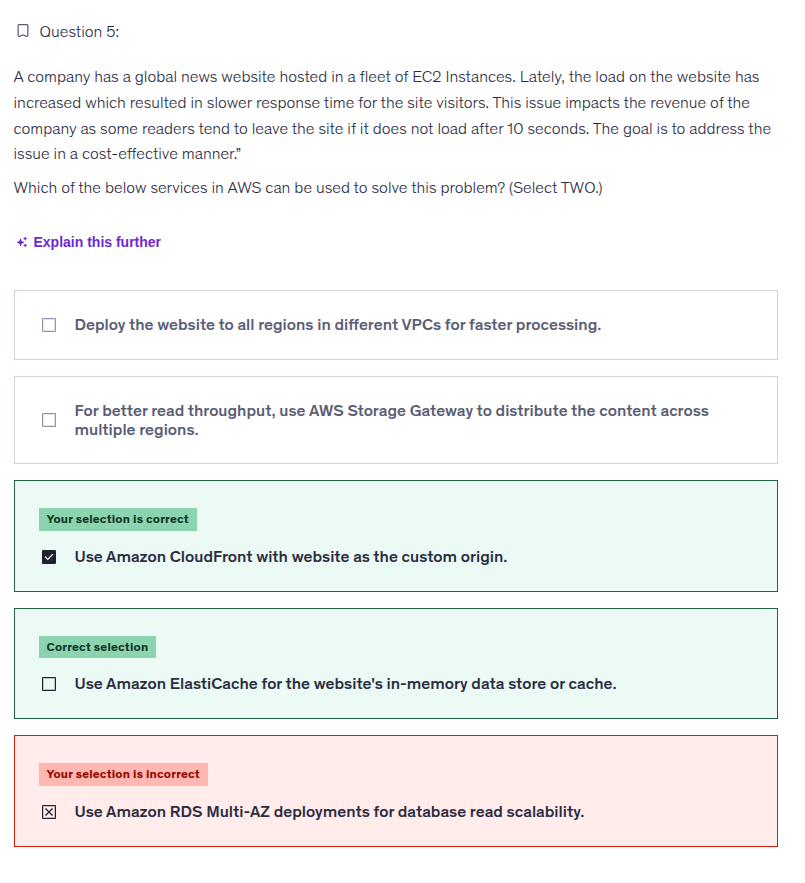 Question 5:
A company has a global news website hosted in a fleet of EC2 Instances. Lately, the load on the website has
increased which resulted in slower response time for the site visitors. This issue impacts the revenue of the
company as some readers tend to leave the site if it does not load after 10 seconds. The goal is to address the
issue in a cost-effective manner.”
Which of the below services in AWS can be used to solve this problem? (Select TWO.)
Explain this further
Deploy the website to all regions in different VPCs for faster processing.
For better read throughput, use AWS Storage Gateway to distribute the content across
multiple regions.
Your selection is correct
Use Amazon CloudFront with website as the custom origin.
Correct selection
Use Amazon ElastiCache for the website's in-memory data store or cache.
Your selection is incorrect
Use Amazon RDS Multi-AZ deployments for database read scalability.